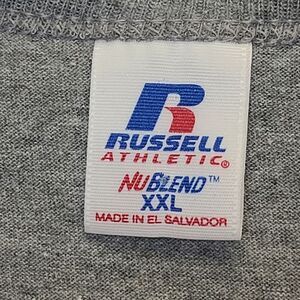 R
RUSSELL
ATHLETIC®
NUBLEND™
XXL
MADE IN EL SALVADOR